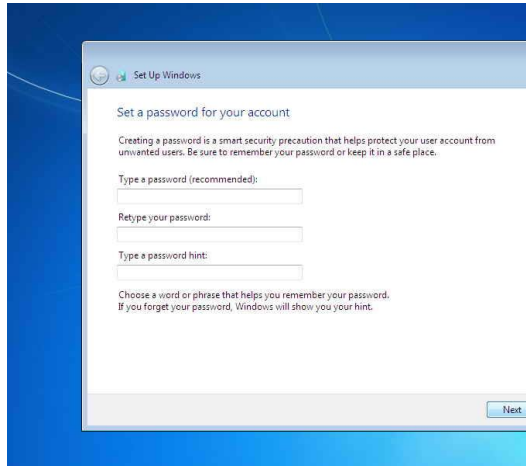 Set Up Windows
Set a password for your account
Creating a password is a smart security precaution that helps protect your user account from
unwanted users. Be sure to remember your password or keep it in a safe place.
Type a password (recommended):
Retype your password:
Type a password hint:
Choose a word or phrase that helps you remember your password.
If you forget your password, Windows will show you your hint.
Next